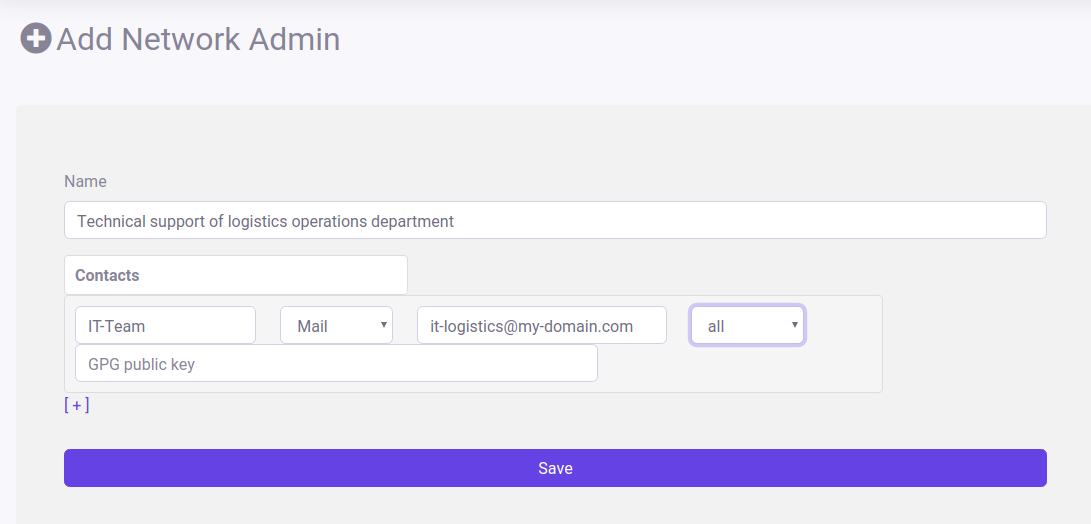 Add Network Admin
Name
Technical support of logistics operations department
Contacts
IT-Team Mail it-logistics@my-domain.com all
GPG public key
[ + ]
Save